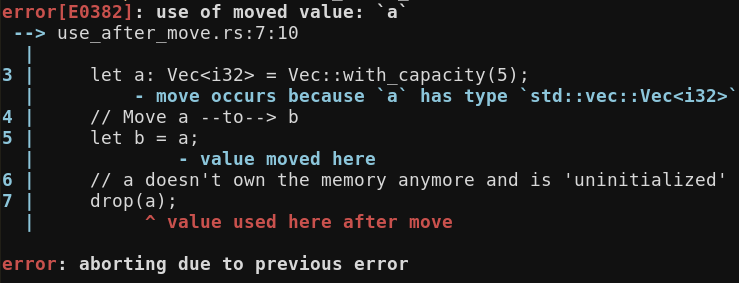 error[E0382]: use of moved value: `a`
 --> use_after_move.rs:7:10
  |
3 |     let a: Vec<i32> = Vec::with_capacity(5);
  |         - move occurs because `a` has type `std::vec::Vec<i32>`
4 |     // Move a --to--> b
5 |     let b = a;
  |             - value moved here
6 |     // a doesn't own the memory anymore and is 'uninitialized'
7 |     drop(a);
  |          ^ value used here after move

error: aborting due to previous error